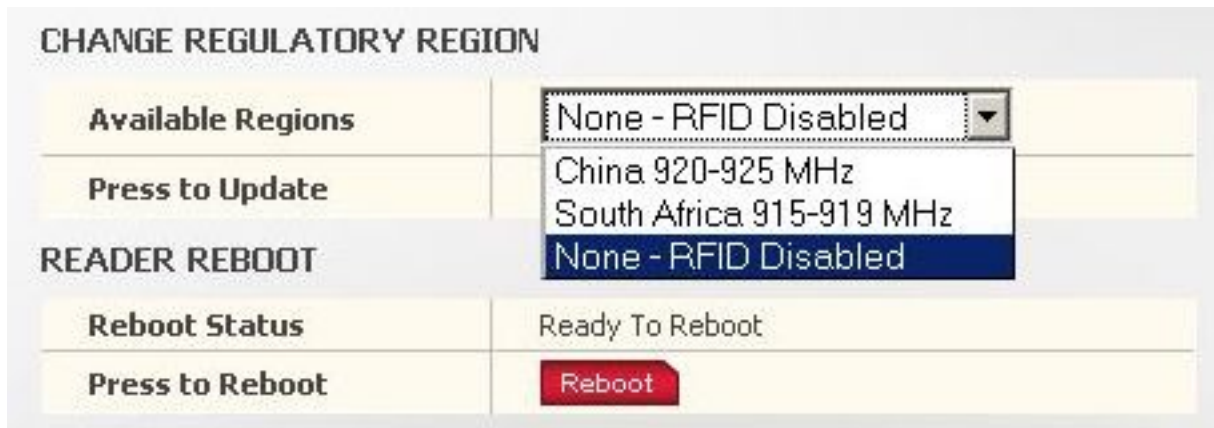 CHANGE REGULATORY REGION
Available Regions None - RFID Disabled
China 920-925 MHz
Press to Update
South Africa 915-919 MHz
None - RFID Disabled
READER REBOOT
Reboot Status Ready To Reboot
Press to Reboot Reboot